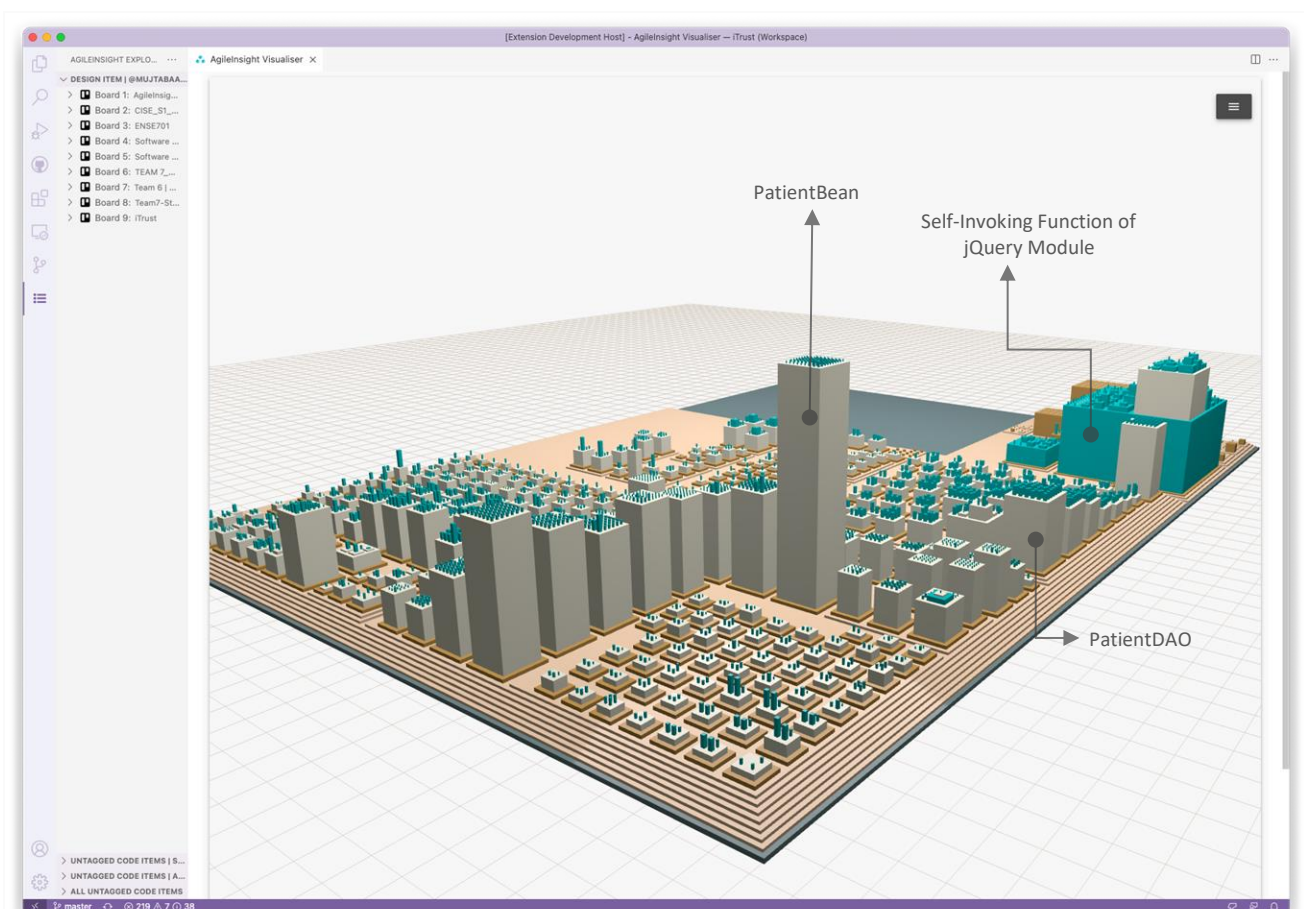 [Extension Development Host] - AgileInsight Visualiser — iTrust (Workspace)
AGILEINSIGHT EXPLO... ···
AgileInsight Visualiser ×
DESIGN ITEM | @MUJTABAA...
Board 1: AgileInsig...
Board 2: CISE_S1_...
Board 3: ENSE701
Board 4: Software ...
Board 5: Software ...
Board 6: TEAM 7_...
Board 7: Team 6 | ...
Board 8: Team7-St...
Board 9: iTrust
PatientBean
Self-Invoking Function of
jQuery Module
PatientDAO
UNTAGGED CODE ITEMS | S...
UNTAGGED CODE ITEMS | A...
ALL UNTAGGED CODE ITEMS
master 219 7 38